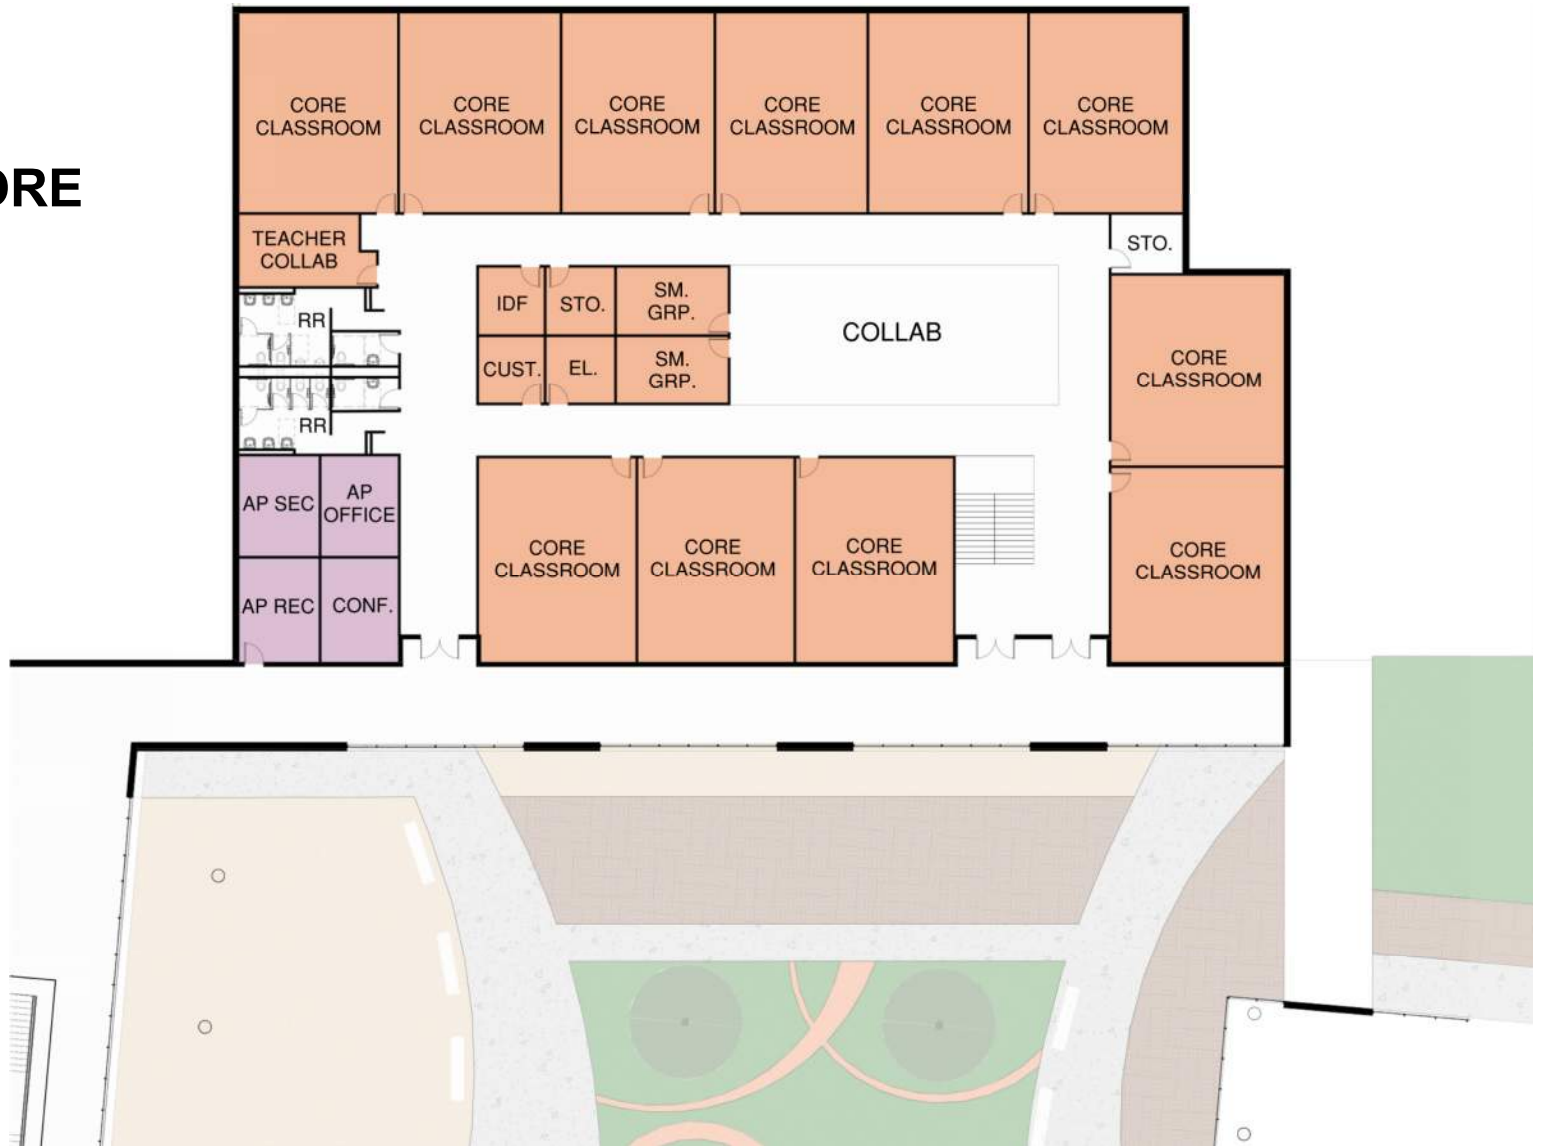 CORE
CLASSROOM
CORE
CLASSROOM
CORE
CLASSROOM
CORE
CLASSROOM
CORE
CLASSROOM
CORE
CLASSROOM
ORE
TEACHER
COLLAB
STO.
IDF
STO.
SM.
GRP.
RR
COLLAB
CUST.
EL.
SM.
GRP.
CORE
CLASSROOM
RR
AP SEC
AP
OFFICE
CORE
CLASSROOM
CORE
CLASSROOM
CORE
CLASSROOM
CORE
CLASSROOM
AP REC
CONF.